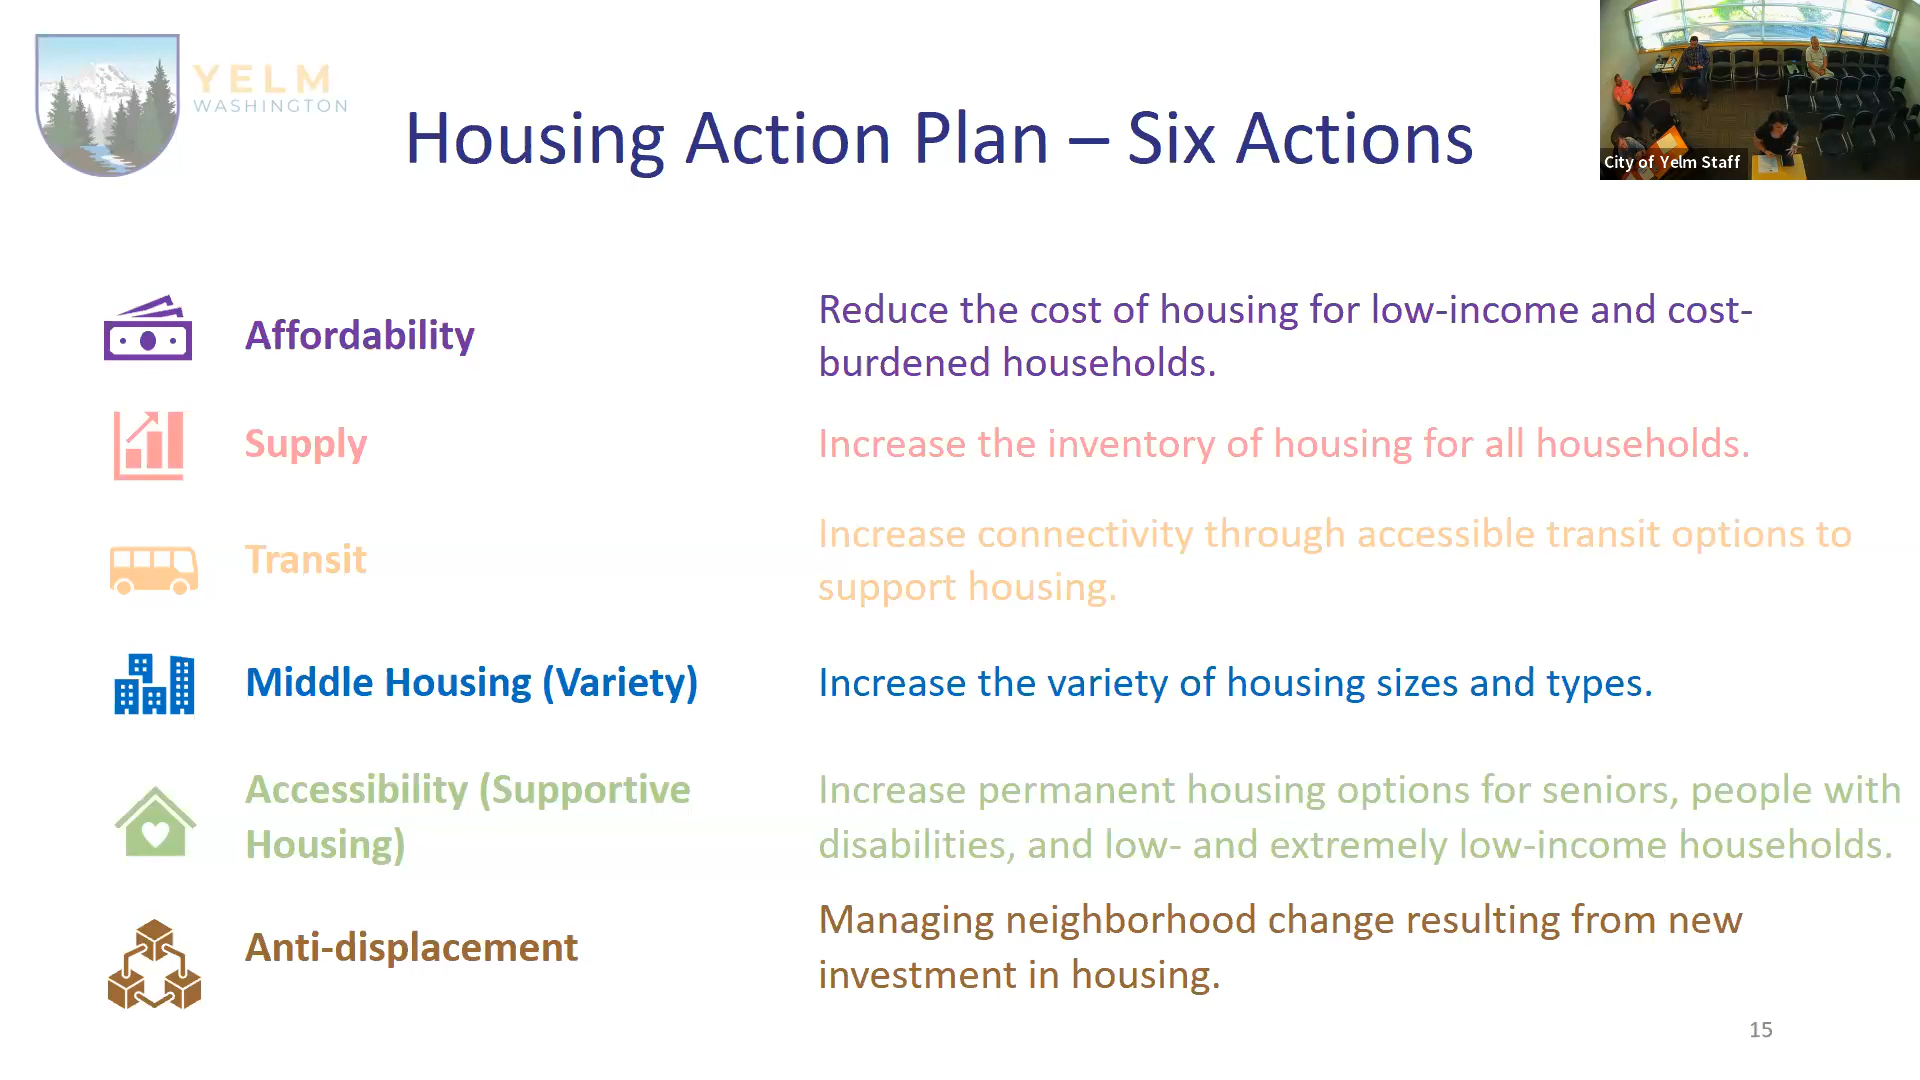 YELM
WASHINGTON
Housing Action Plan – Six Actions
City of Yelm Staff
Affordability
Reduce the cost of housing for low-income and cost-
burdened households.
Supply
Increase the inventory of housing for all households.
Transit
Increase connectivity through accessible transit options to
support housing.
Middle Housing (Variety)
Increase the variety of housing sizes and types.
Accessibility (Supportive
Housing)
Increase permanent housing options for seniors, people with
disabilities, and low- and extremely low-income households.
Anti-displacement
Managing neighborhood change resulting from new
investment in housing.
15